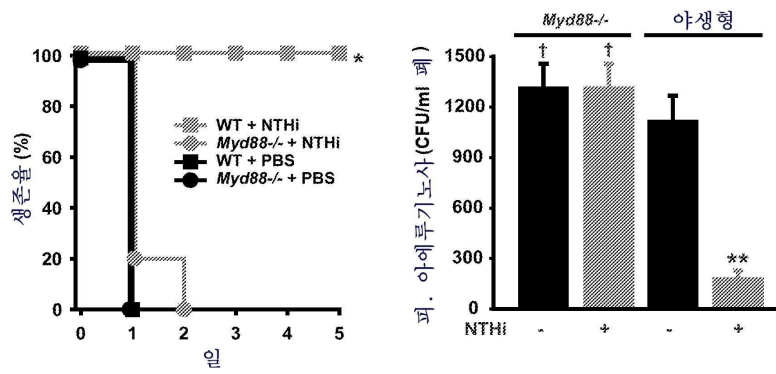 100
80
60
40
20
0
생존율 (%)
0 1 2 3 4 5
일
*
WT + NTHi
Myd88-/- + NTHi
WT + PBS
Myd88-/- + PBS
Myd88-/- 야생형
피. 아에루기노사 (CFU/ml 폐)
1500
1200
900
600
300
0
† †
**
NTHi - + - +